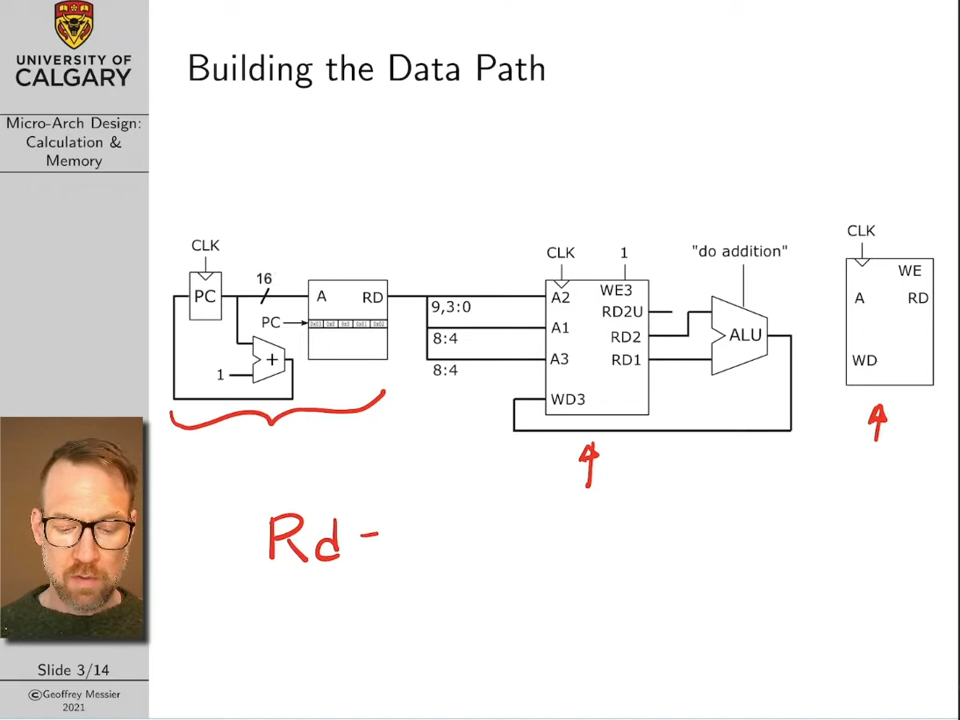 UNIVERSITY OF
CALGARY
Micro-Arch Design:
Calculation &
Memory
Building the Data Path
CLK
PC
16
A RD
PC
+
1
9,3:0
8:4
8:4
CLK 1
WE3
A2
RD2U
A1
RD2
A3 RD1
WD3
"do addition"
ALU
CLK
WE
A RD
WD
Rd -
Slide 3/14
©Geoffrey Messier
2021